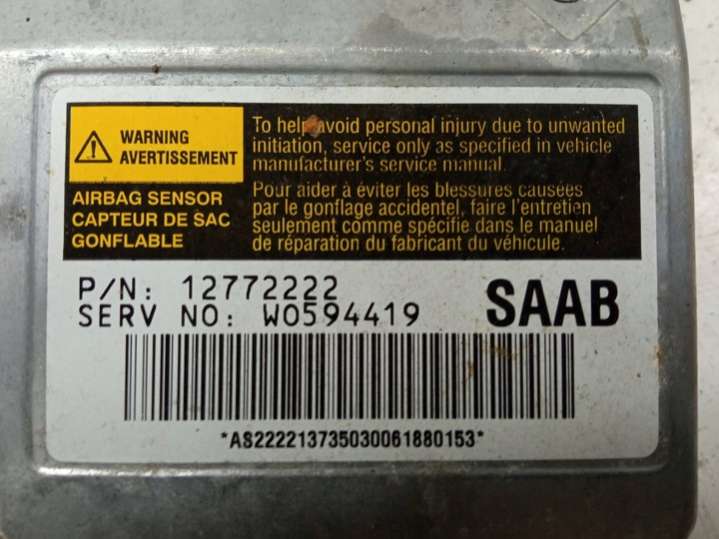 WARNING
AVERTISSEMENT
AIRBAG SENSOR
CAPTEUR DE SAC
GONFLABLE
To help avoid personal injury due to unwanted
initiation, service only as specified in vehicle
manufacturer's service manual.
Pour aider à éviter les blessures causées
par le gonflage accidentel, faire l'entretien
seulement comme spécifie dans le manuel
de réparation du fabricant du véhicule.
P/N: 12772222
SERV NO: W0594419
SAAB
*AS222213735030061880153*